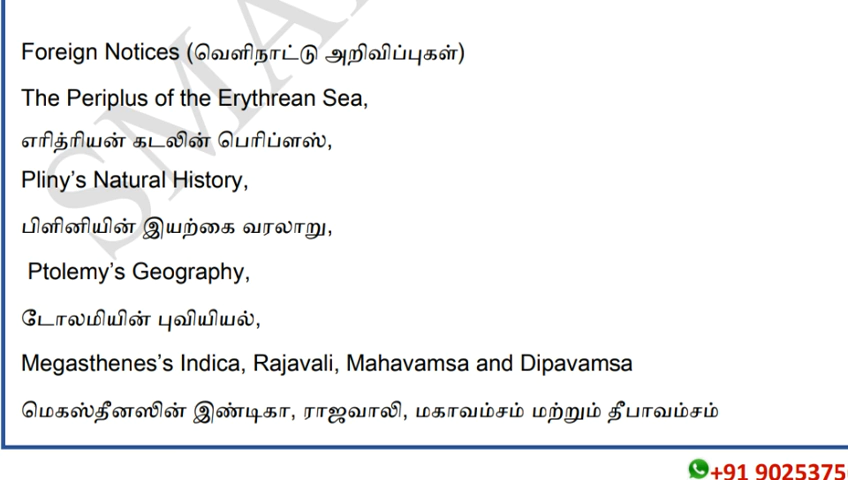 Foreign Notices (வெளிநாட்டு அறிவிப்புகள்)
The Periplus of the Erythrean Sea,
எரித்ரியன் கடலின் பெரிப்ளஸ்,
Pliny’s Natural History,
பிளினியின் இயற்கை வரலாறு,
Ptolemy’s Geography,
டோலமியின் புவியியல்,
Megasthenes’s Indica, Rajavali, Mahavamsa and Dipavamsa
மெகஸ்தீனஸின் இண்டிகா, ராஜவாலி, மகாவம்சம் மற்றும் தீபாவம்சம்
+91 9025375